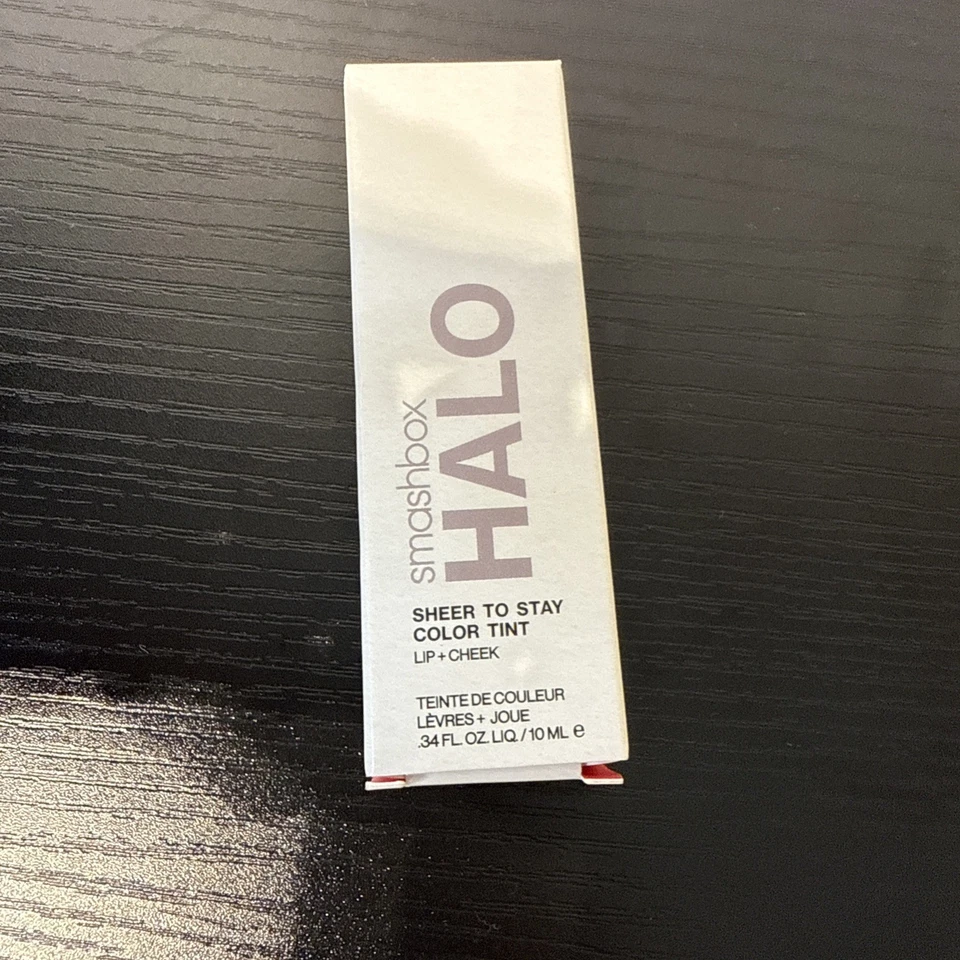 smashbox
HALO
SHEER TO STAY
COLOR TINT
LIP + CHEEK
TEINTE DE COULEUR
LÈVRES + JOUE
.34 FL. OZ. LIQ. / 10 ML ℮